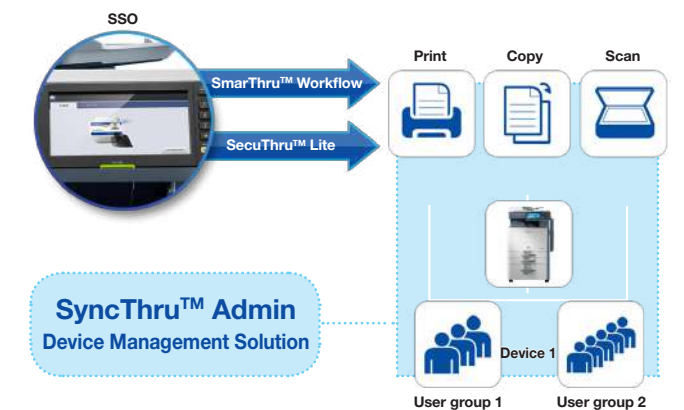 SSO
SmarThru™ Workflow
SecuThru™ Lite
Print
Copy
Scan
SyncThru™ Admin
Device Management Solution
Device 1
User group 1
User group 2